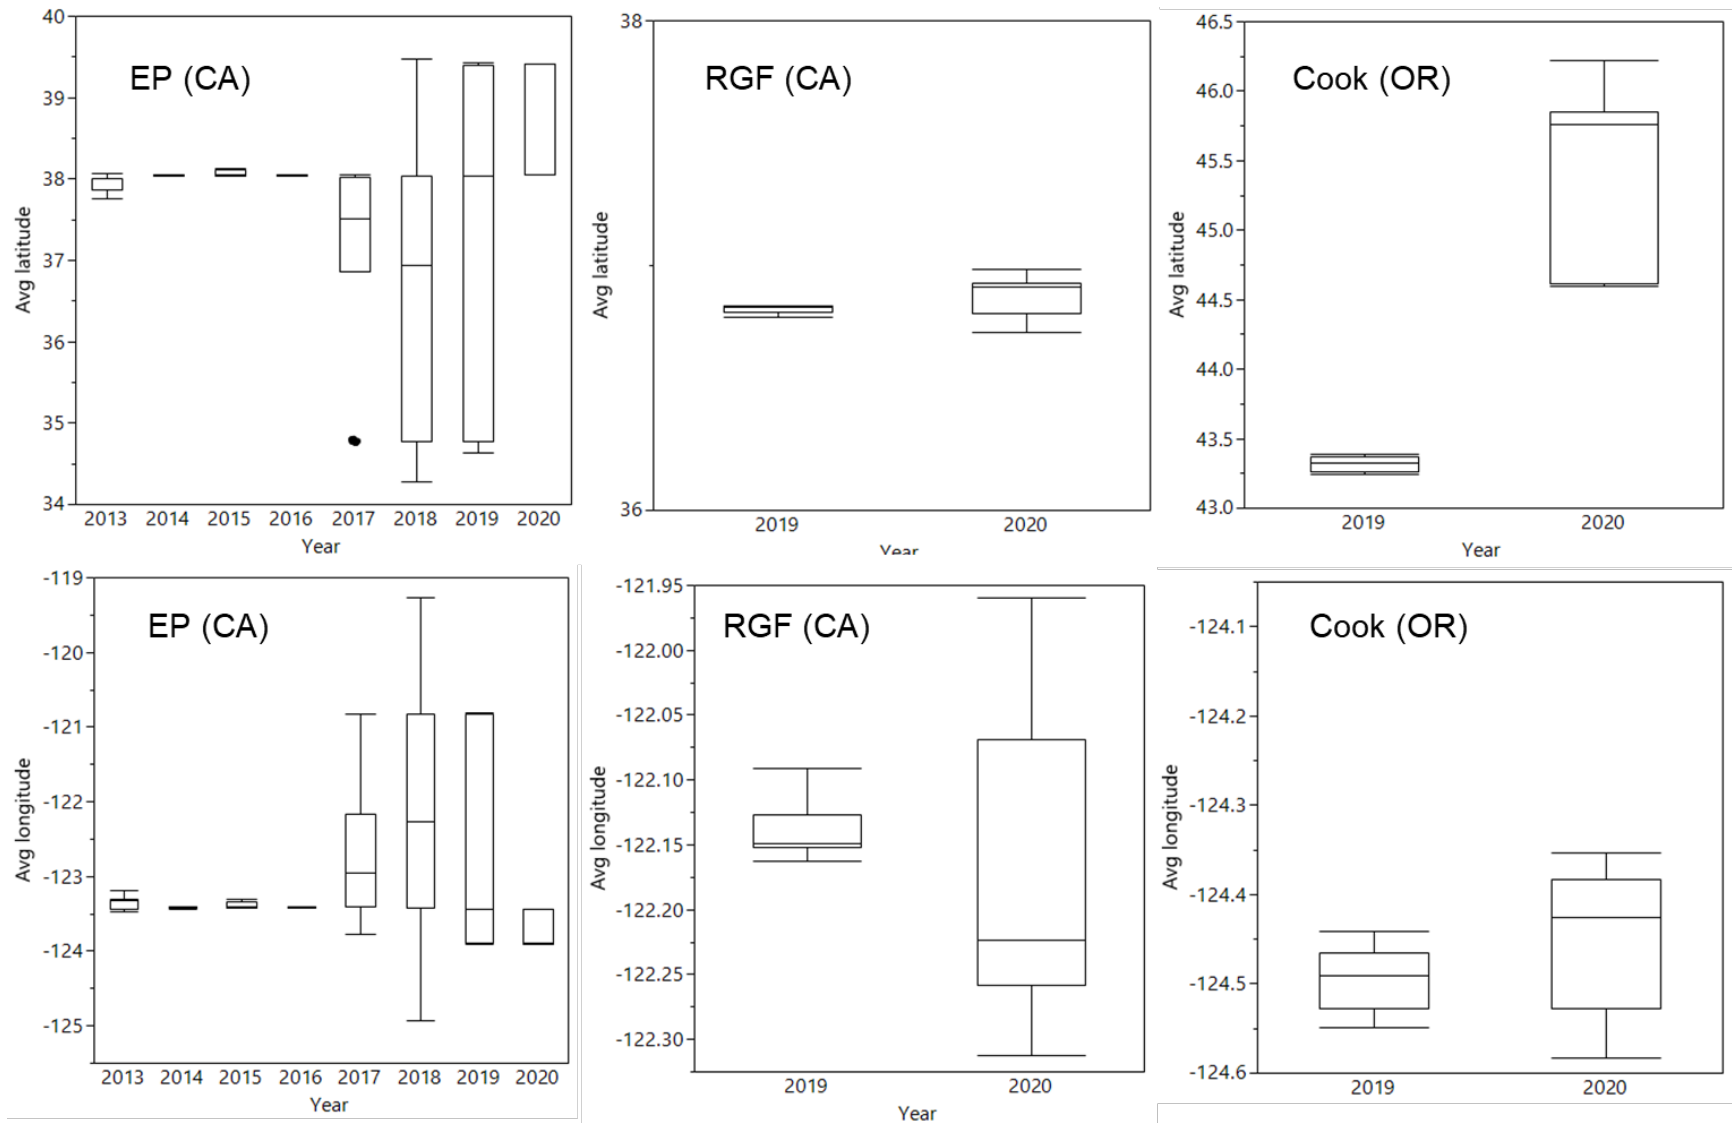 EP (CA)
Avg latitude
40
39
38
37
36
35
34
2013 2014 2015 2016 2017 2018 2019 2020
Year
RGF (CA)
Avg latitude
38
36
2019 2020
Year
Cook (OR)
Avg latitude
46.5
46.0
45.5
45.0
44.5
44.0
43.5
43.0
2019 2020
Year
EP (CA)
Avg longitude
-119
-120
-121
-122
-123
-124
-125
2013 2014 2015 2016 2017 2018 2019 2020
Year
RGF (CA)
Avg longitude
-121.95
-122.00
-122.05
-122.10
-122.15
-122.20
-122.25
-122.30
2019 2020
Year
Cook (OR)
Avg longitude
-124.1
-124.2
-124.3
-124.4
-124.5
-124.6
2019 2020